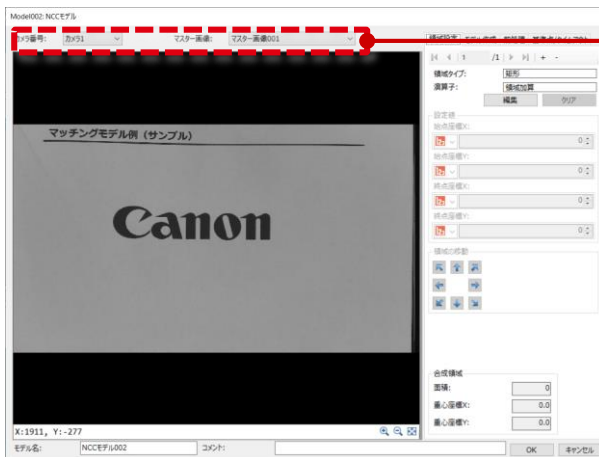 Model002: NCCモデル
カメラ番号: カメラ1 マスター画像: マスター画像001
領域設定
1 /1 + -
領域タイプ: 矩形
演算子: 領域加算
編集 クリア
設定値
始点座標X:
0
始点座標Y:
0
終点座標X:
0
終点座標Y:
0
領域の移動
マッチングモデル例（サンプル）
Canon
合成領域
面積: 0
重心座標X: 0.0
重心座標Y: 0.0
X:1911, Y:-277
モデル名: NCCモデル002 コメント:
OK キャンセル